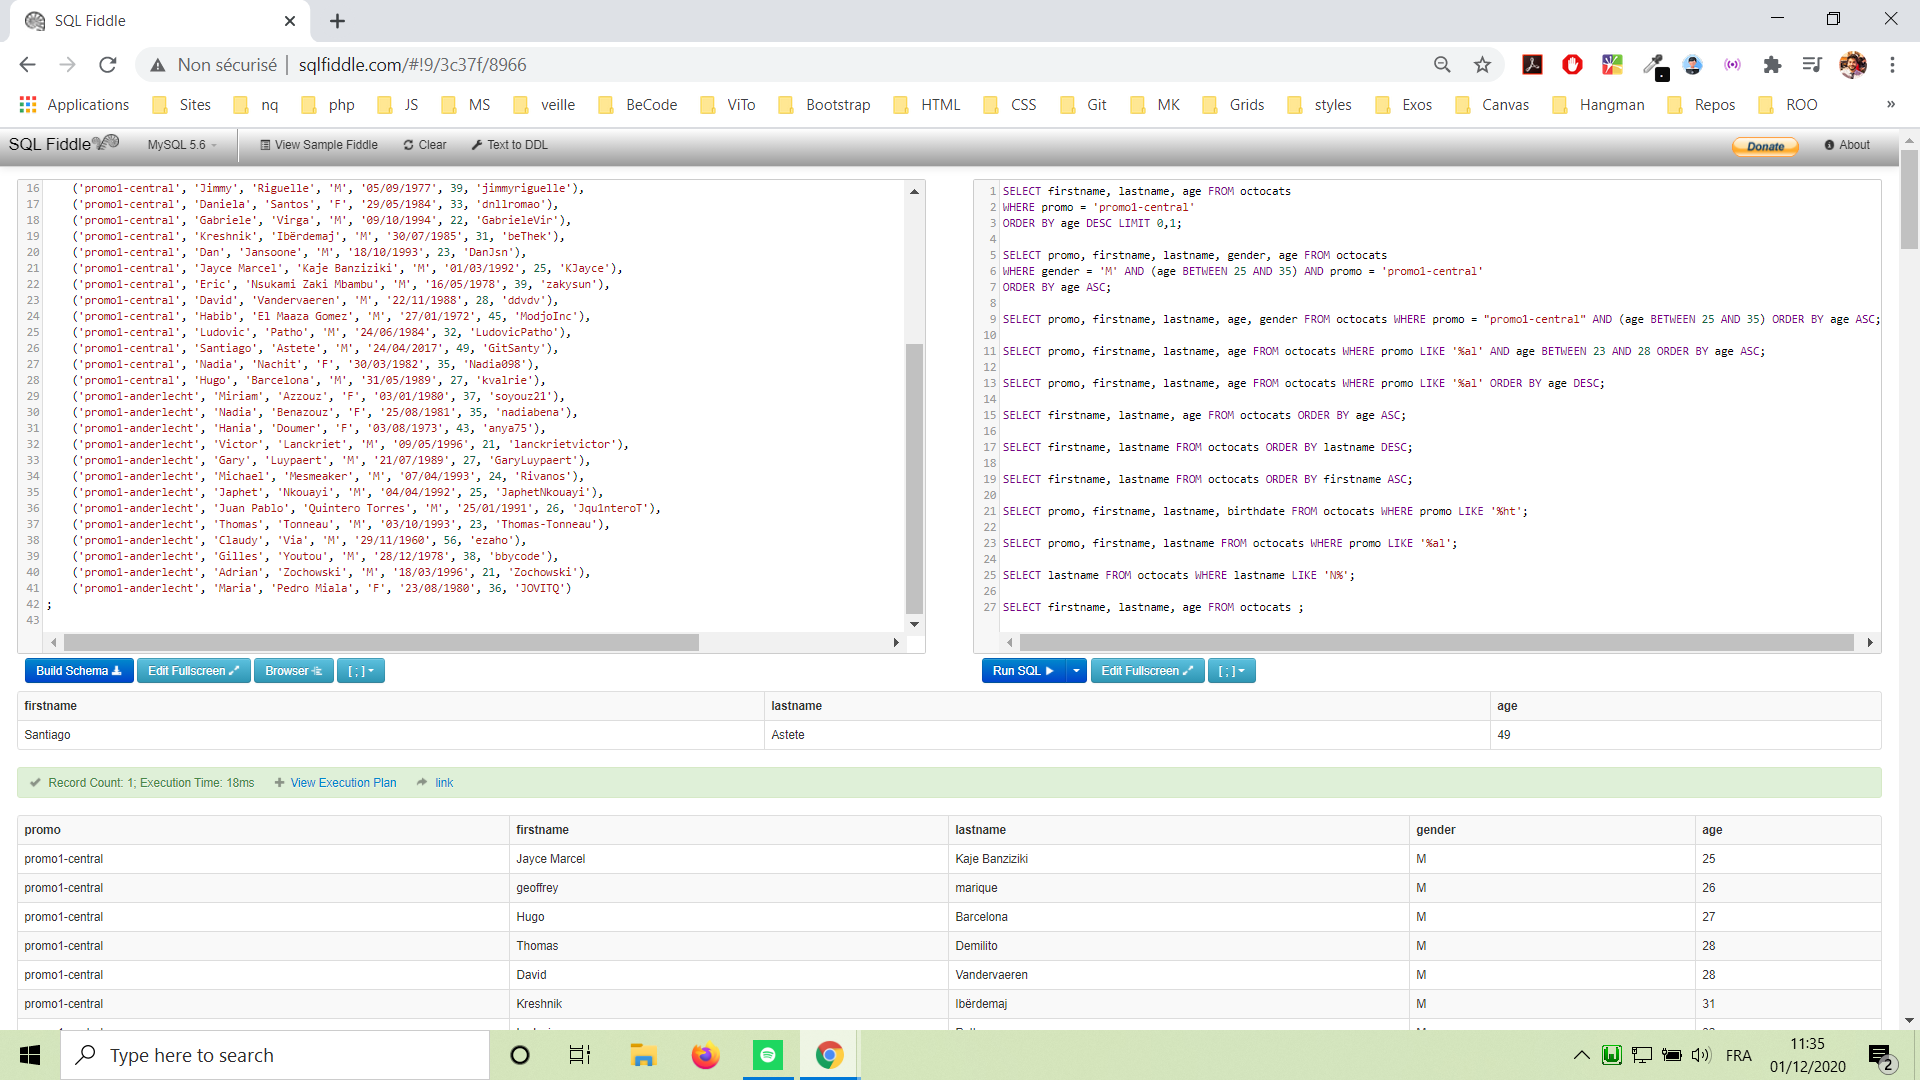 SQL Fiddle
Non sécurisé | sqlfiddle.com/#!9/3c37f/8966
Applications Sites nq php JS MS veille BeCode ViTo Bootstrap HTML CSS Git MK Grids styles Exos Canvas Hangman Repos ROO »
SQL Fiddle MySQL 5.6 View Sample Fiddle Clear Text to DDL Donate About
16 ('promo1-central', 'Jimmy', 'Riguelle', 'M', '05/09/1977', 39, 'jimmyriguelle'),
17 ('promo1-central', 'Daniela', 'Santos', 'F', '29/05/1984', 33, 'dnllromao'),
18 ('promo1-central', 'Gabriele', 'Virga', 'M', '09/10/1994', 22, 'GabrieleVir'),
19 ('promo1-central', 'Kreshnik', 'Ibërdemaj', 'M', '30/07/1985', 31, 'beThek'),
20 ('promo1-central', 'Dan', 'Jansoone', 'M', '18/10/1993', 23, 'DanJsn'),
21 ('promo1-central', 'Jayce Marcel', 'Kaje Banziziki', 'M', '01/03/1992', 25, 'KJayce'),
22 ('promo1-central', 'Eric', 'Nsukami Zaki Mbambu', 'M', '16/05/1978', 39, 'zakysun'),
23 ('promo1-central', 'David', 'Vandervaeren', 'M', '22/11/1988', 28, 'ddvdv'),
24 ('promo1-central', 'Habib', 'El Maaza Gomez', 'M', '27/01/1972', 45, 'ModjoInc'),
25 ('promo1-central', 'Ludovic', 'Patho', 'M', '24/06/1984', 32, 'LudovicPatho'),
26 ('promo1-central', 'Santiago', 'Astete', 'M', '24/04/2017', 49, 'GitSanty'),
27 ('promo1-central', 'Nadia', 'Nachit', 'F', '30/03/1982', 35, 'Nadia098'),
28 ('promo1-central', 'Hugo', 'Barcelona', 'M', '31/05/1989', 27, 'kvalrie'),
29 ('promo1-anderlecht', 'Miriam', 'Azzouz', 'F', '03/01/1980', 37, 'soyouz21'),
30 ('promo1-anderlecht', 'Nadia', 'Benazouz', 'F', '25/08/1981', 35, 'nadiabena'),
31 ('promo1-anderlecht', 'Hania', 'Doumer', 'F', '03/08/1973', 43, 'anya75'),
32 ('promo1-anderlecht', 'Victor', 'Lanckriet', 'M', '09/05/1996', 21, 'lanckrietvictor'),
33 ('promo1-anderlecht', 'Gary', 'Luypaert', 'M', '21/07/1989', 27, 'GaryLuypaert'),
34 ('promo1-anderlecht', 'Michael', 'Mesmeaker', 'M', '07/04/1993', 24, 'Rivanos'),
35 ('promo1-anderlecht', 'Japhet', 'Nkouayi', 'M', '04/04/1992', 25, 'JaphetNkouayi'),
36 ('promo1-anderlecht', 'Juan Pablo', 'Quintero Torres', 'M', '25/01/1991', 26, 'Jqu1nteroT'),
37 ('promo1-anderlecht', 'Thomas', 'Tonneau', 'M', '03/10/1993', 23, 'Thomas-Tonneau'),
38 ('promo1-anderlecht', 'Claudy', 'Via', 'M', '29/11/1960', 56, 'ezaho'),
39 ('promo1-anderlecht', 'Gilles', 'Youtou', 'M', '28/12/1978', 38, 'bbycode'),
40 ('promo1-anderlecht', 'Adrian', 'Zochowski', 'M', '18/03/1996', 21, 'Zochowski'),
41 ('promo1-anderlecht', 'Maria', 'Pedro Miala', 'F', '23/08/1980', 36, 'JOVITQ')
42 ;
43
Build Schema Edit Fullscreen Browser [ ; ]
1 SELECT firstname, lastname, age FROM octocats
2 WHERE promo = 'promo1-central'
3 ORDER BY age DESC LIMIT 0,1;
4
5 SELECT promo, firstname, lastname, gender, age FROM octocats
6 WHERE gender = 'M' AND (age BETWEEN 25 AND 35) AND promo = 'promo1-central'
7 ORDER BY age ASC;
8
9 SELECT promo, firstname, lastname, age, gender FROM octocats WHERE promo = "promo1-central" AND (age BETWEEN 25 AND 35) ORDER BY age ASC;
10
11 SELECT promo, firstname, lastname, age FROM octocats WHERE promo LIKE '%al' AND age BETWEEN 23 AND 28 ORDER BY age ASC;
12
13 SELECT promo, firstname, lastname, age FROM octocats WHERE promo LIKE '%al' ORDER BY age DESC;
14
15 SELECT firstname, lastname, age FROM octocats ORDER BY age ASC;
16
17 SELECT firstname, lastname FROM octocats ORDER BY lastname DESC;
18
19 SELECT firstname, lastname FROM octocats ORDER BY firstname ASC;
20
21 SELECT promo, firstname, lastname, birthdate FROM octocats WHERE promo LIKE '%ht';
22
23 SELECT promo, firstname, lastname FROM octocats WHERE promo LIKE '%al';
24
25 SELECT lastname FROM octocats WHERE lastname LIKE 'N%';
26
27 SELECT firstname, lastname, age FROM octocats ;
Run SQL Edit Fullscreen [ ; ]
firstname lastname age
Santiago Astete 49
Record Count: 1; Execution Time: 18ms View Execution Plan link
promo firstname lastname gender age
promo1-central Jayce Marcel Kaje Banziziki M 25
promo1-central geoffrey marique M 26
promo1-central Hugo Barcelona M 27
promo1-central Thomas Demilito M 28
promo1-central David Vandervaeren M 28
promo1-central Kreshnik Ibërdemaj M 31
Type here to search
FRA
11:35
01/12/2020
2